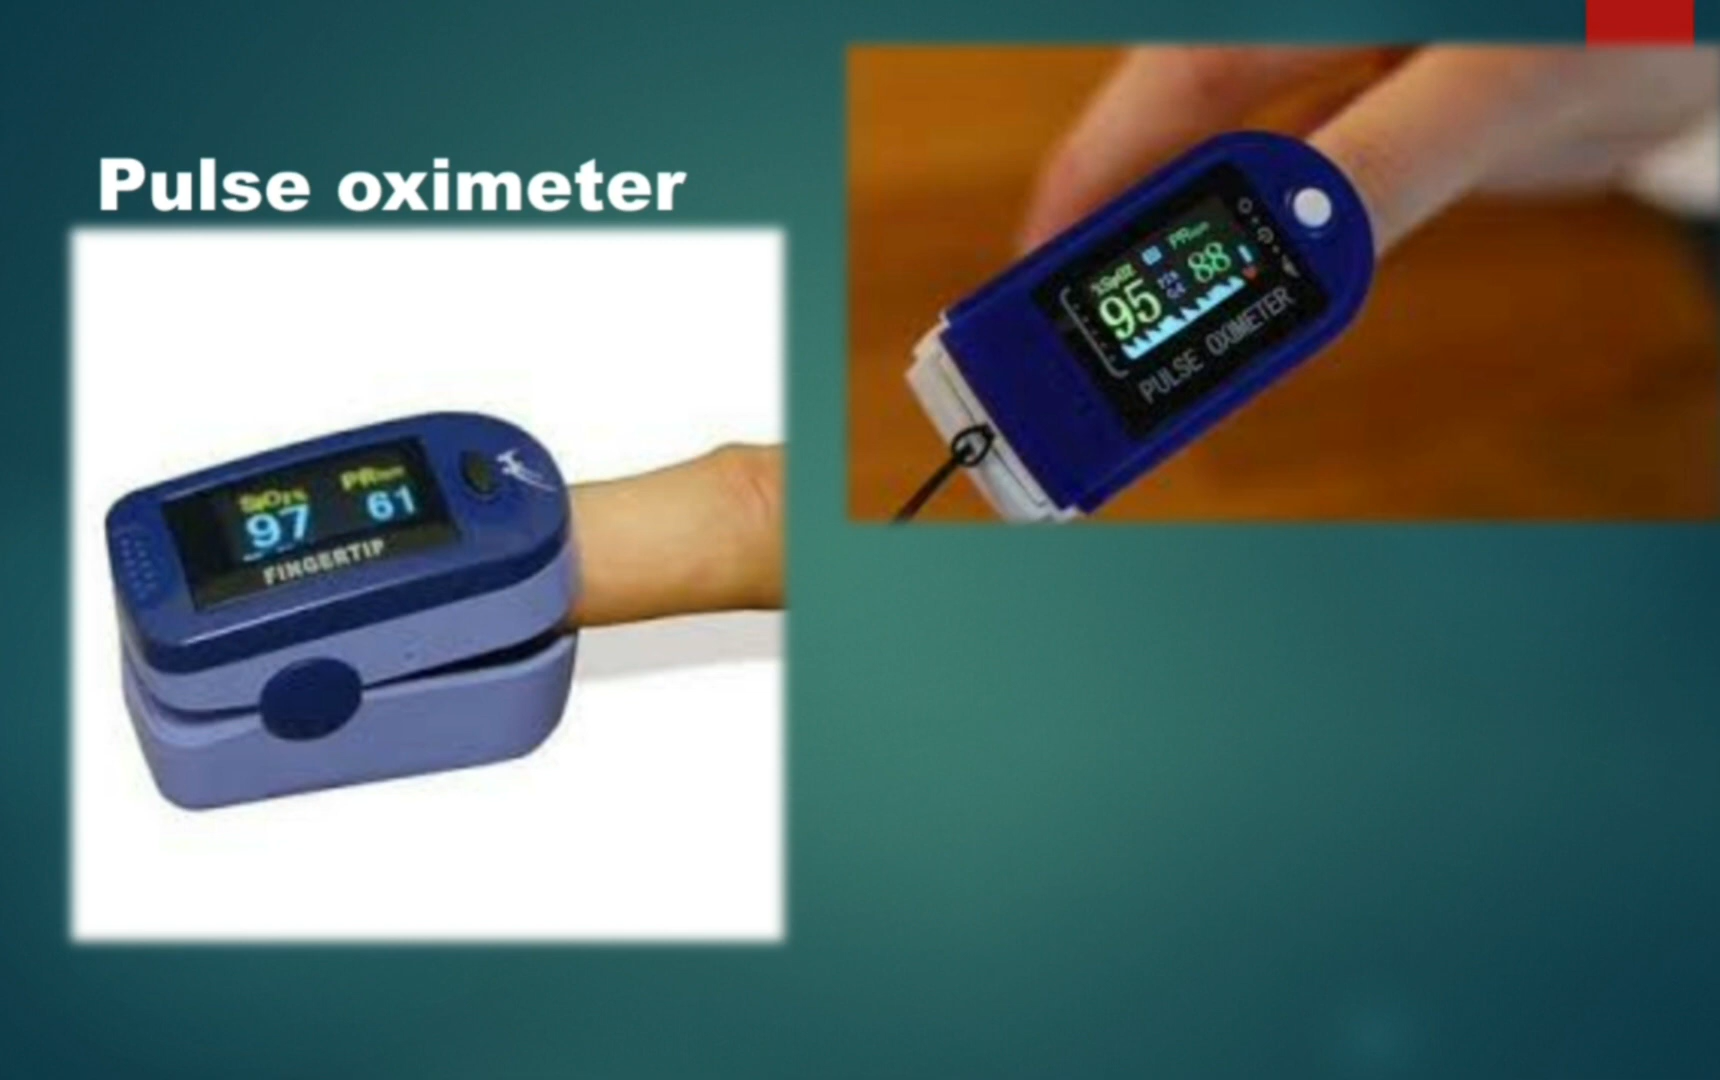 Pulse oximeter
%SpO2 PRbpm
95 88
PULSE OXIMETER
SpO2% PRbpm
97 61
FINGERTIP